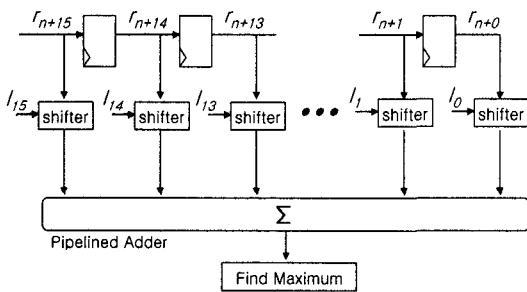 r_{n+15} r_{n+14} r_{n+13} r_{n+1} r_{n+0}
I_{15} I_{14} I_{13} I_1 I_0
shifter shifter shifter • • • shifter shifter
Σ
Pipelined Adder
Find Maximum